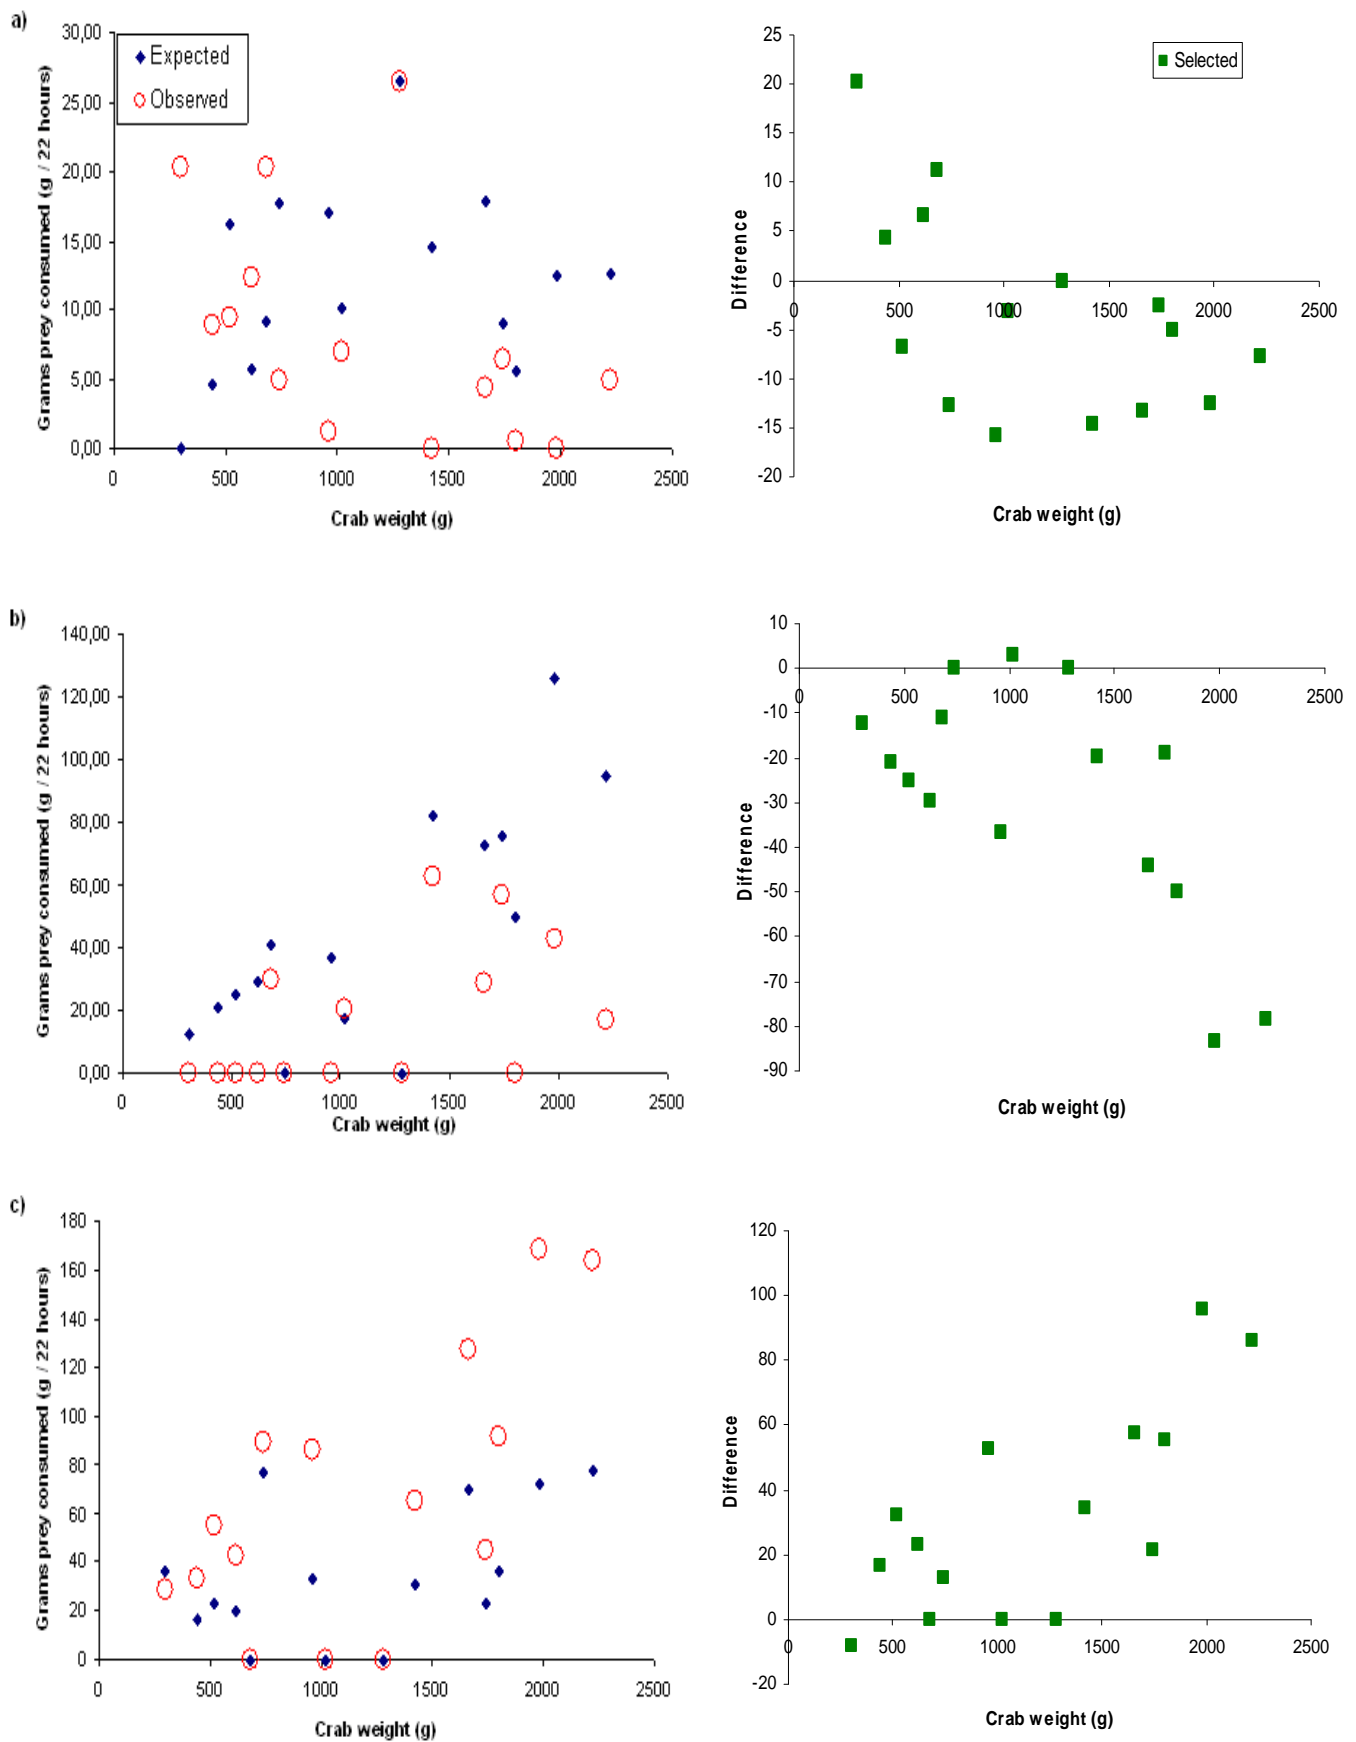 a)
30,00
25,00
20,00
15,00
10,00
5,00
0,00
Grams prey consumed (g / 22 hours)
Expected
Observed
0 500 1000 1500 2000 2500
Crab weight (g)
25
20
15
10
5
0
-5
-10
-15
-20
Difference
Selected
0 500 1000 1500 2000 2500
Crab weight (g)
b)
140,00
120,00
100,00
80,00
60,00
40,00
20,00
0,00
Grams prey consumed (g / 22 hours)
0 500 1000 1500 2000 2500
Crab weight (g)
10
0
-10
-20
-30
-40
-50
-60
-70
-80
-90
Difference
0 500 1000 1500 2000 2500
Crab weight (g)
c)
180
160
140
120
100
80
60
40
20
0
Grams prey consumed (g / 22 hours)
0 500 1000 1500 2000 2500
Crab weight (g)
120
100
80
60
40
20
0
-20
Difference
0 500 1000 1500 2000 2500
Crab weight (g)